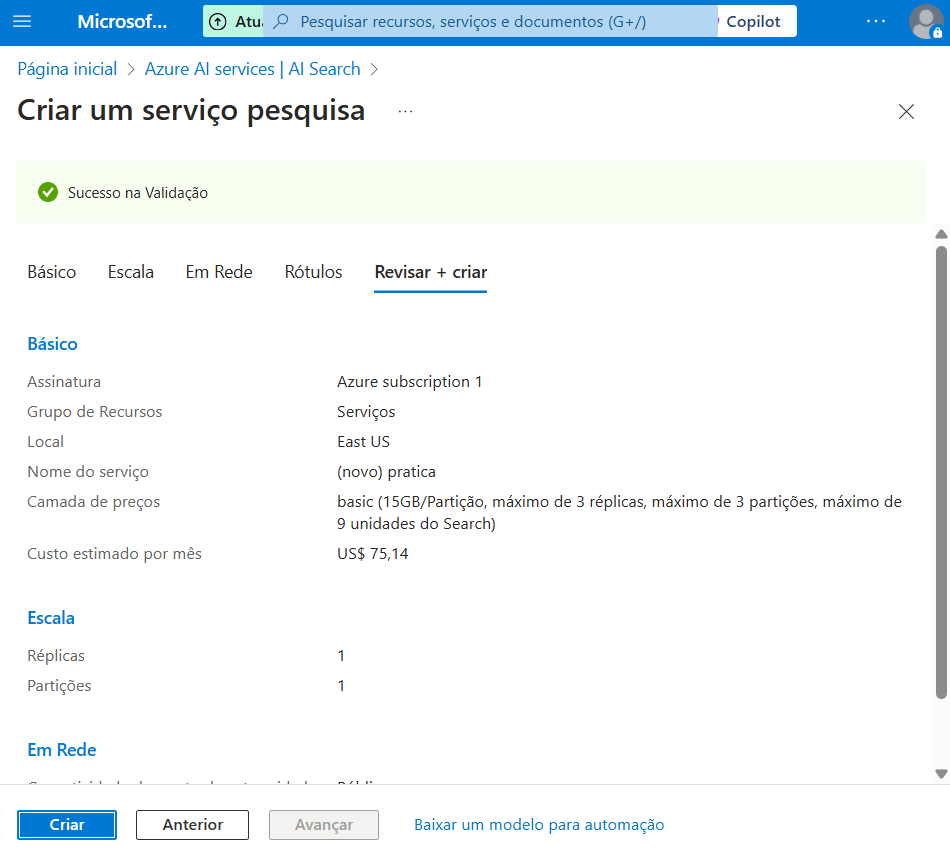 Microsof...
Atua
Pesquisar recursos, serviços e documentos (G+/)
Copilot
...
Página inicial > Azure AI services | AI Search >
Criar um serviço pesquisa ...
Sucesso na Validação
Básico Escala Em Rede Rótulos Revisar + criar
Básico
Assinatura Azure subscription 1
Grupo de Recursos Serviços
Local East US
Nome do serviço (novo) pratica
Camada de preços basic (15GB/Partição, máximo de 3 réplicas, máximo de 3 partições, máximo de
9 unidades do Search)
Custo estimado por mês US$ 75,14
Escala
Réplicas 1
Partições 1
Em Rede
Criar Anterior Avançar Baixar um modelo para automação